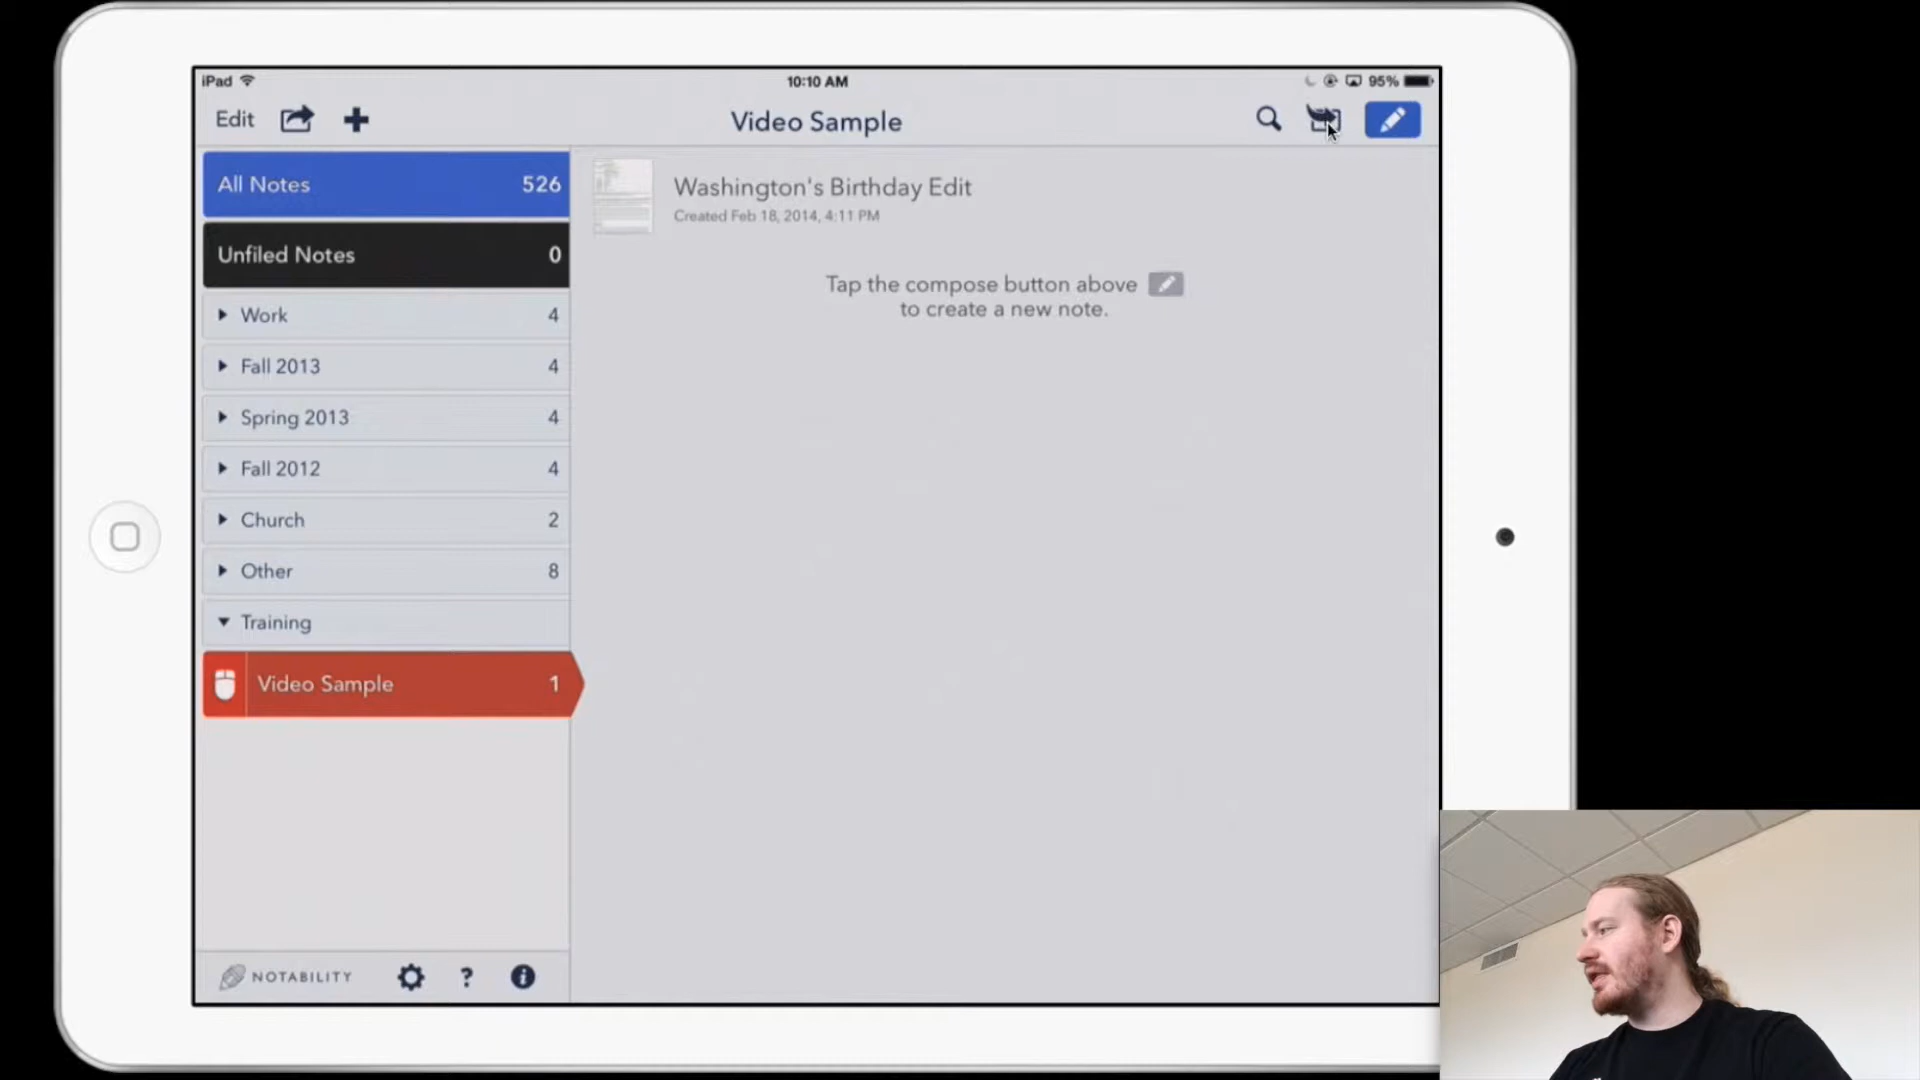 iPad 10:10 AM 95%
Edit Video Sample
All Notes 526
Unfiled Notes 0
Work 4
Fall 2013 4
Spring 2013 4
Fall 2012 4
Church 2
Other 8
Training
Video Sample 1
NOTABILITY ?
Washington's Birthday Edit
Created Feb 18, 2014, 4:11 PM
Tap the compose button above
to create a new note.